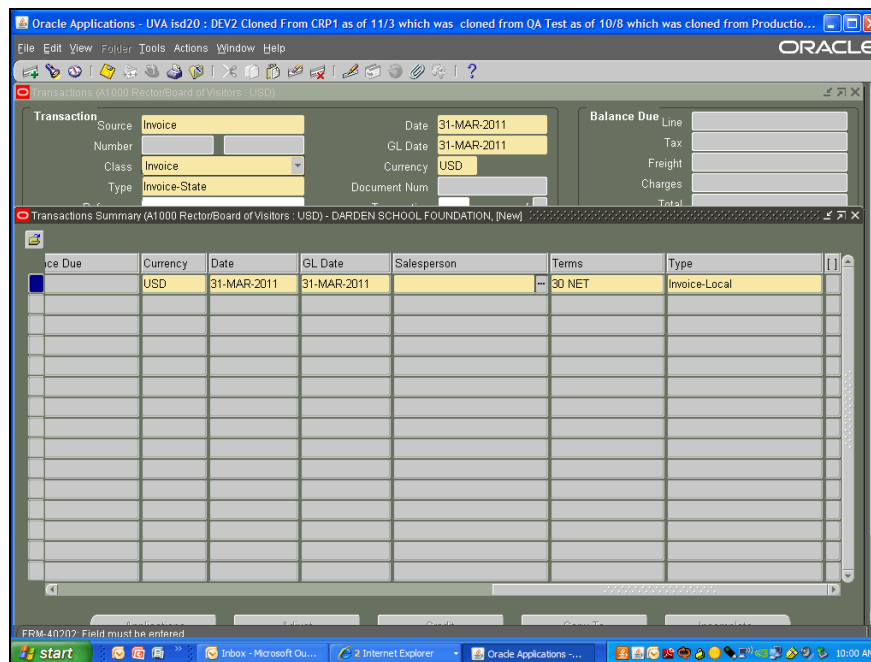 Oracle Applications - UVA isd20 : DEV2 Cloned From CRP1 as of 11/3 which was cloned from QA Test as of 10/8 which was cloned from Productio...
File Edit View Folder Tools Actions Window Help
ORACLE
Transactions (A1000 Rector/Board of Visitors : USD)
Transaction
Balance Due
Source Invoice Date 31-MAR-2011 Line
Number GL Date 31-MAR-2011 Tax
Class Invoice Currency USD Freight
Type Invoice-State Document Num Charges
Total
Transactions Summary (A1000 Rector/Board of Visitors : USD) - DARDEN SCHOOL FOUNDATION, [New]
nce Due Currency Date GL Date Salesperson Terms Type [ ]
USD 31-MAR-2011 31-MAR-2011 30 NET Invoice-Local
FRM-40202: Field must be entered
start Inbox - Microsoft Ou... 2 Internet Explorer Oracle Applications -... 10:00 AM